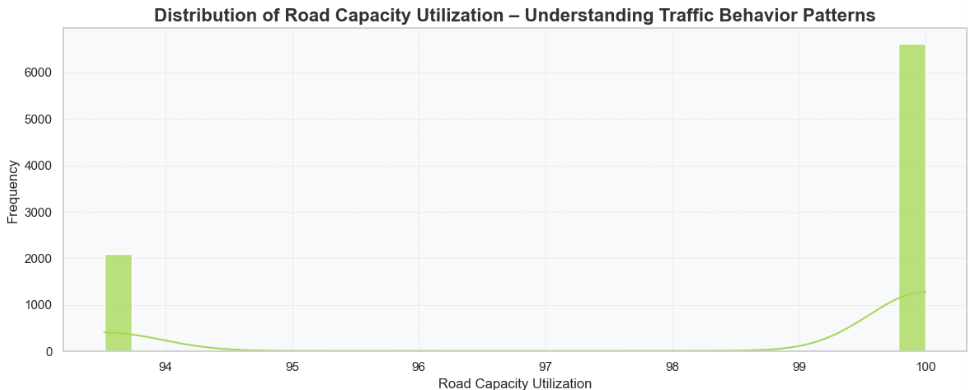 Distribution of Road Capacity Utilization – Understanding Traffic Behavior Patterns
Frequency
6000
5000
4000
3000
2000
1000
0
94 95 96 97 98 99 100
Road Capacity Utilization